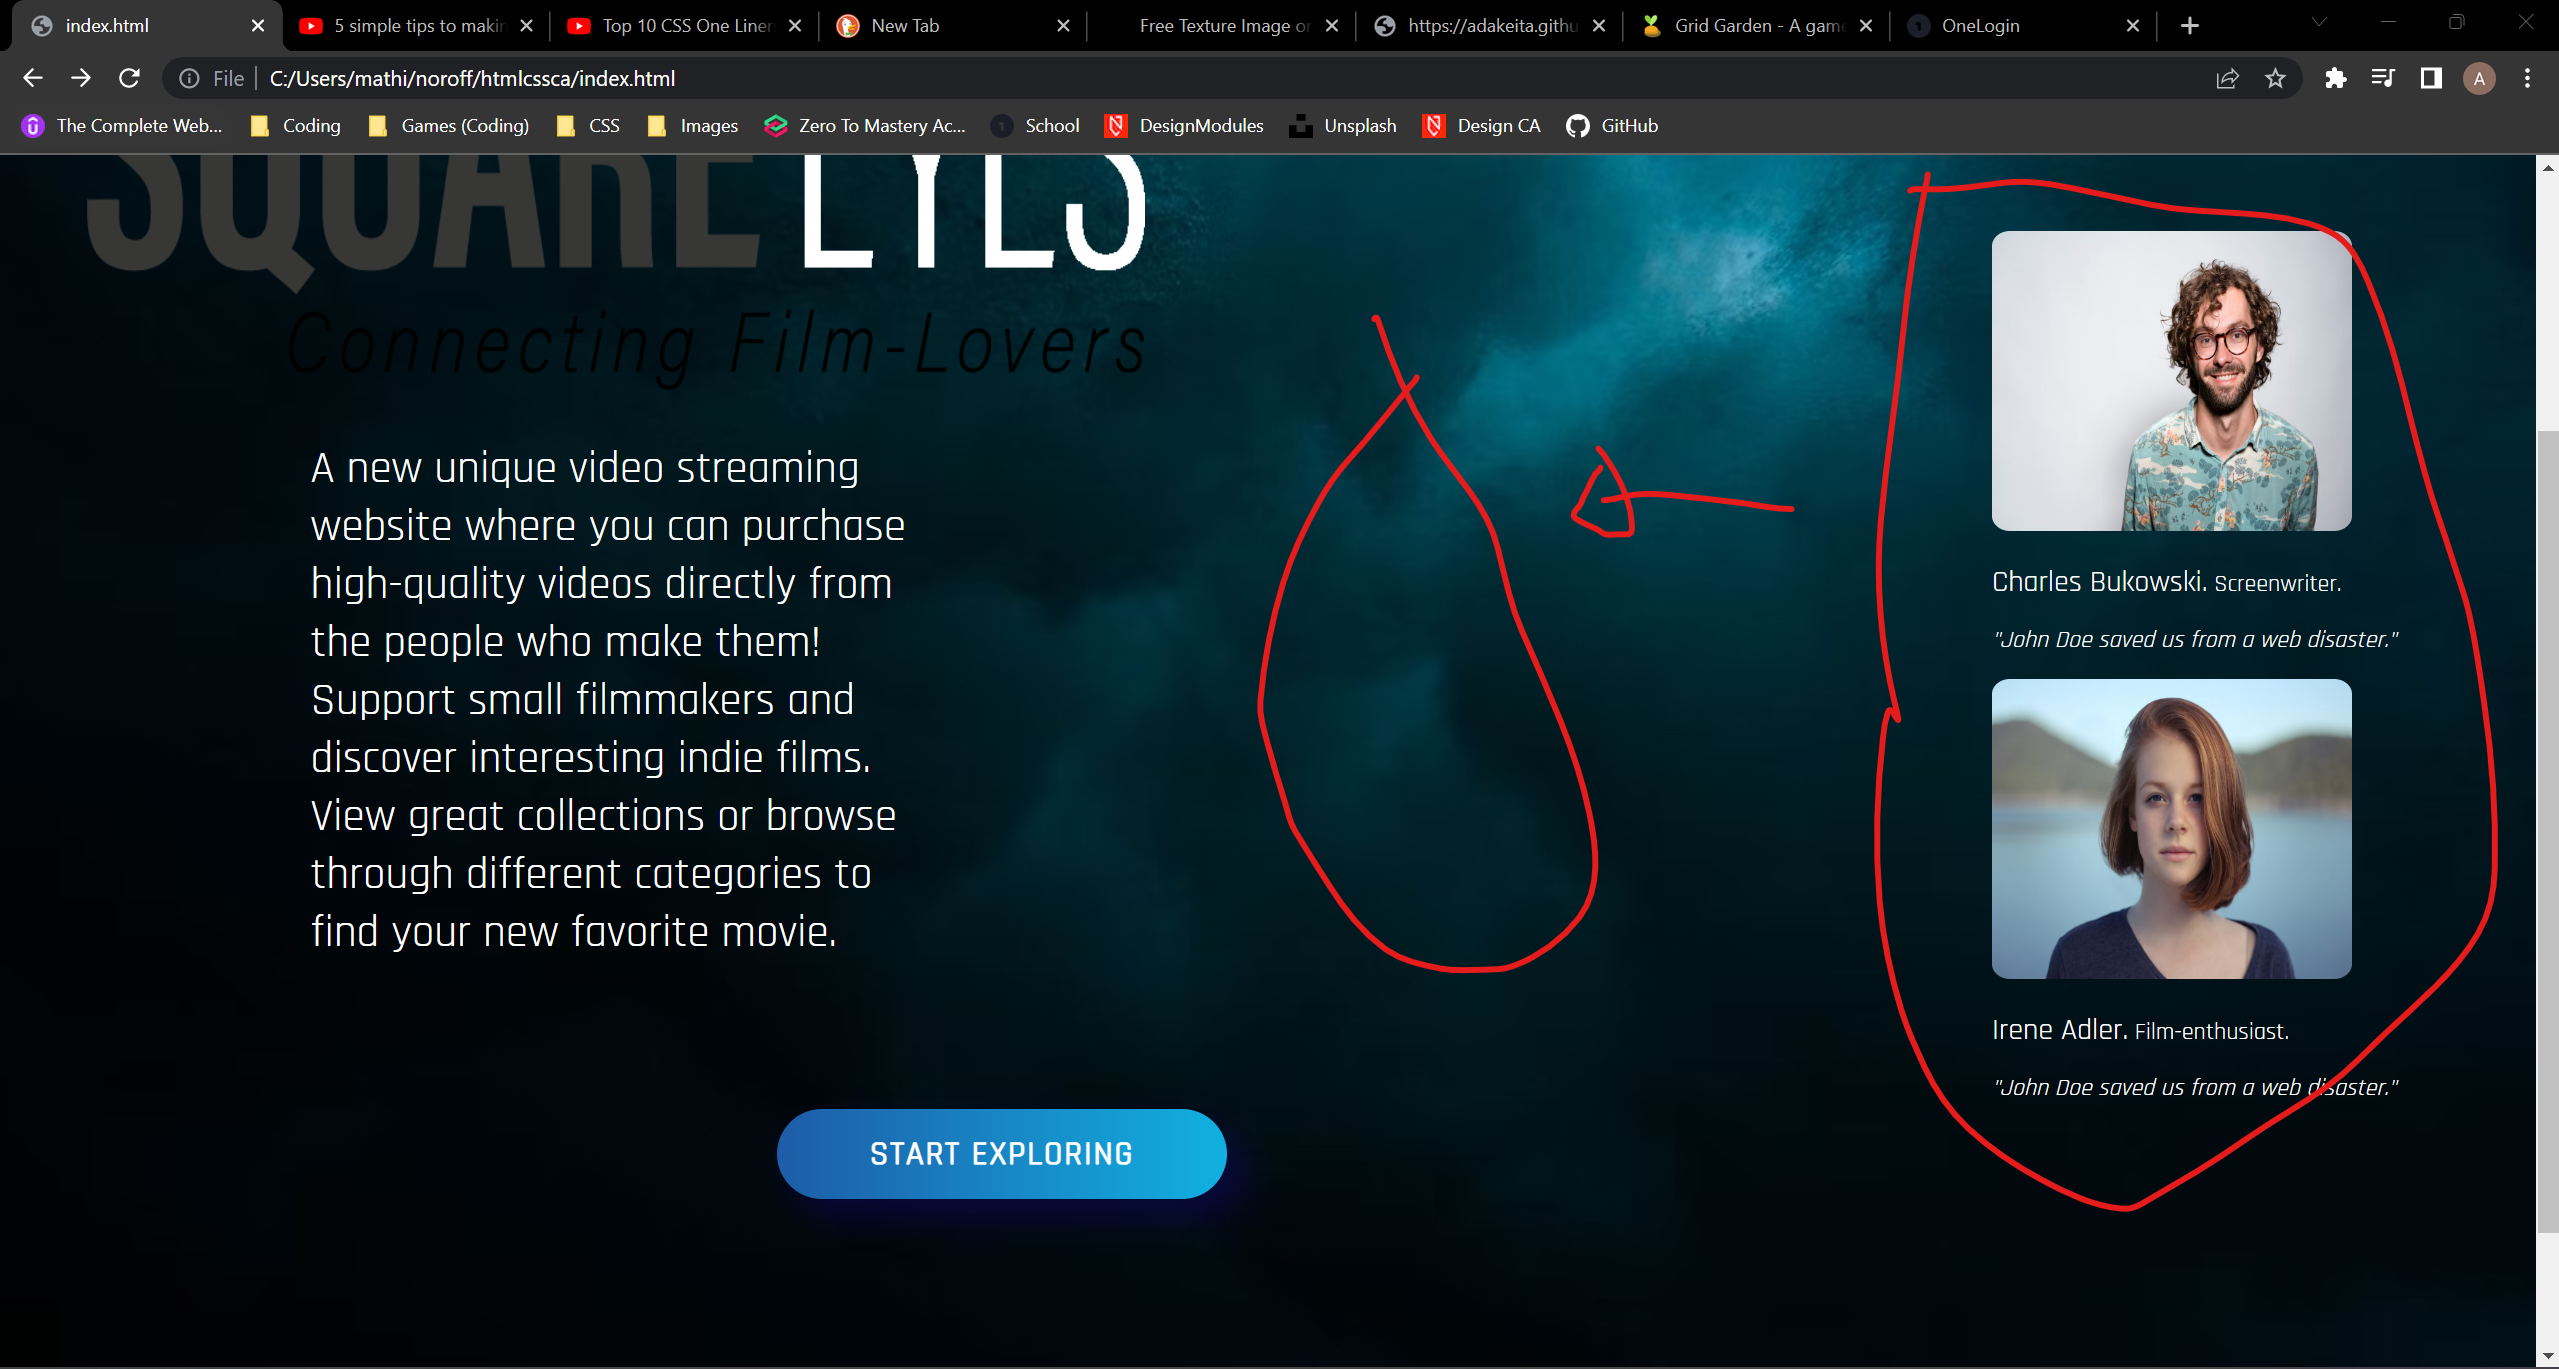 index.html
5 simple tips to makin
Top 10 CSS One Liner
New Tab
Free Texture Image or
https://adakeita.githu
Grid Garden - A game
OneLogin
File
C:/Users/mathi/noroff/htmlcssca/index.html
A
The Complete Web...
Coding
Games (Coding)
CSS
Images
Zero To Mastery Ac...
School
DesignModules
Unsplash
Design CA
GitHub
SQUARE EYES
Connecting Film-Lovers
A new unique video streaming
website where you can purchase
high-quality videos directly from
the people who make them!
Support small filmmakers and
discover interesting indie films.
View great collections or browse
through different categories to
find your new favorite movie.
START EXPLORING
Charles Bukowski. Screenwriter.
"John Doe saved us from a web disaster."
Irene Adler. Film-enthusiast.
"John Doe saved us from a web disaster."